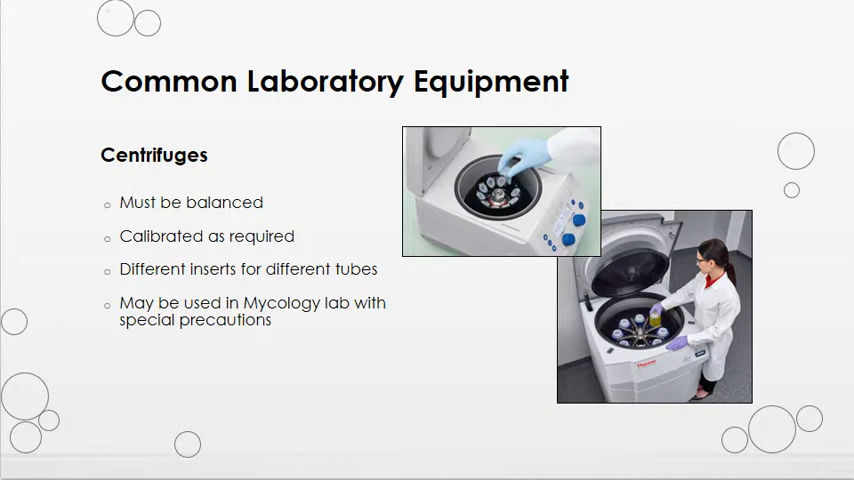 Common Laboratory Equipment
Centrifuges
Must be balanced
Calibrated as required
Different inserts for different tubes
May be used in Mycology lab with
special precautions
Thermo